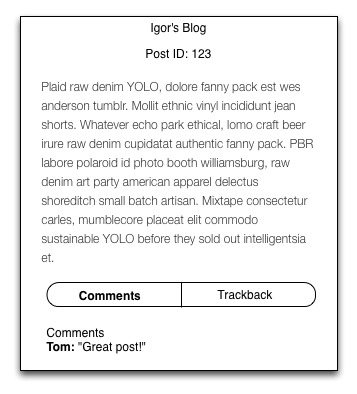 Igor's Blog
Post ID: 123
Plaid raw denim YOLO, dolore fanny pack est wes
anderson tumblr. Mollit ethnic vinyl incididunt jean
shorts. Whatever echo park ethical, lomo craft beer
irure raw denim cupidatat authentic fanny pack. PBR
labore polaroid id photo booth williamsburg, raw
denim art party american apparel delectus
shoreditch small batch artisan. Mixtape consectetur
carles, mumblecore placeat elit commodo
sustainable YOLO before they sold out intelligentsia
et.
Comments Trackback
Comments
Tom: "Great post!"